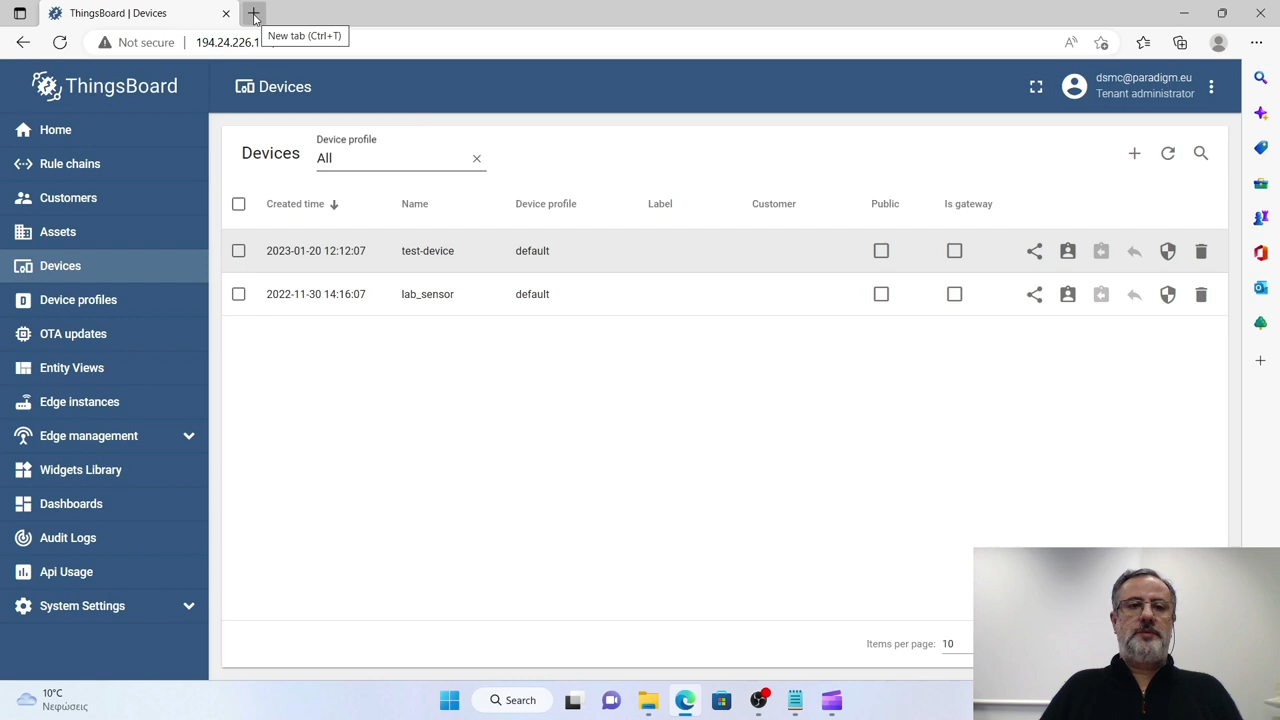 ThingsBoard | Devices
New tab (Ctrl+T)
Not secure
194.24.226.1
ThingsBoard
Devices
dsmc@paradigm.eu
Tenant administrator
Home
Rule chains
Customers
Assets
Devices
Device profiles
OTA updates
Entity Views
Edge instances
Edge management
Widgets Library
Dashboards
Audit Logs
Api Usage
System Settings
Devices
Device profile
All
Created time Name Device profile Label Customer Public Is gateway
2023-01-20 12:12:07 test-device default
2022-11-30 14:16:07 lab_sensor default
Items per page: 10
10°C
Νεφώσεις
Search